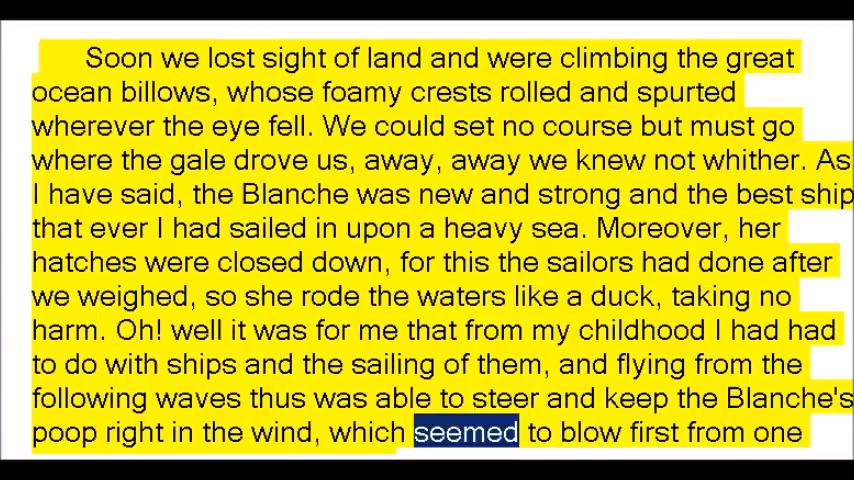 Soon we lost sight of land and were climbing the great
ocean billows, whose foamy crests rolled and spurted
wherever the eye fell. We could set no course but must go
where the gale drove us, away, away we knew not whither. As
I have said, the Blanche was new and strong and the best ship
that ever I had sailed in upon a heavy sea. Moreover, her
hatches were closed down, for this the sailors had done after
we weighed, so she rode the waters like a duck, taking no
harm. Oh! well it was for me that from my childhood I had had
to do with ships and the sailing of them, and flying from the
following waves thus was able to steer and keep the Blanche's
poop right in the wind, which seemed to blow first from one